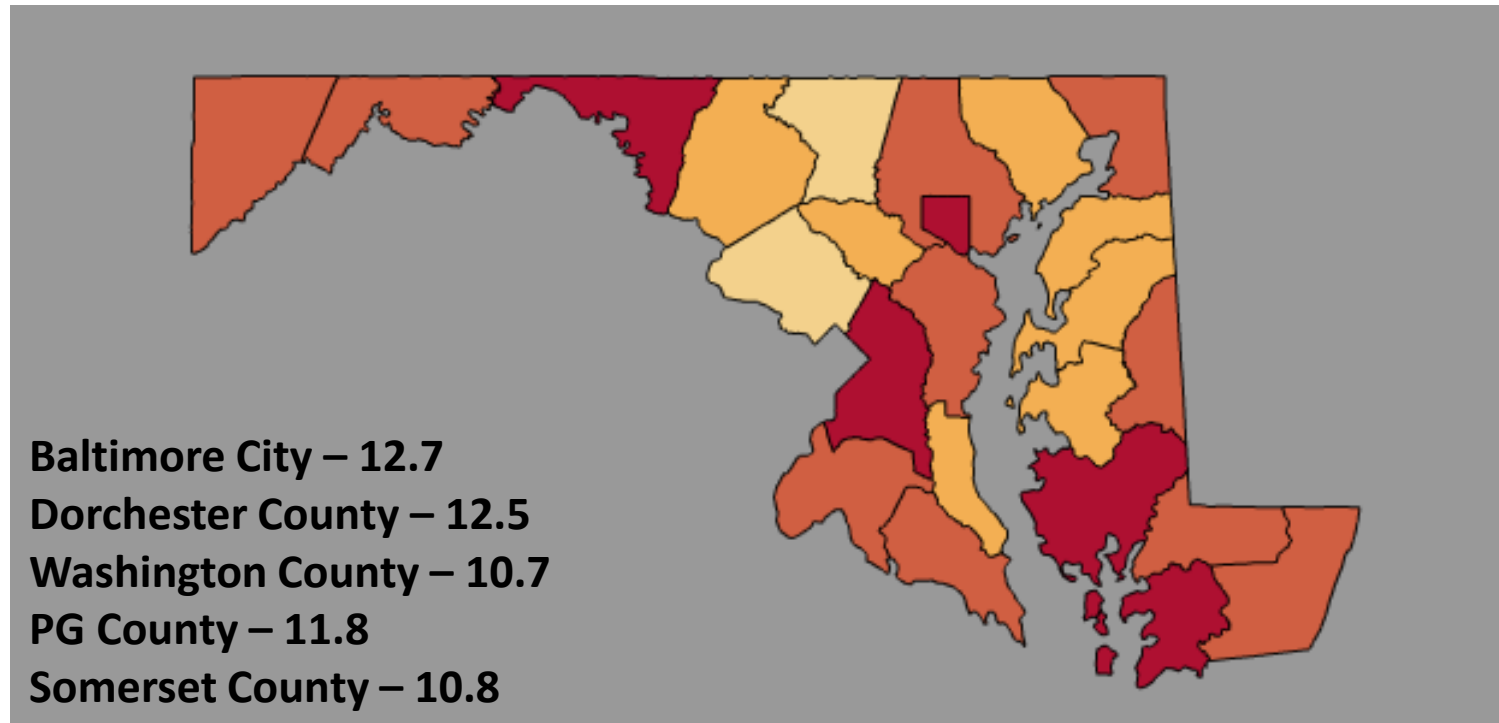 Baltimore City – 12.7
Dorchester County – 12.5
Washington County – 10.7
PG County – 11.8
Somerset County – 10.8